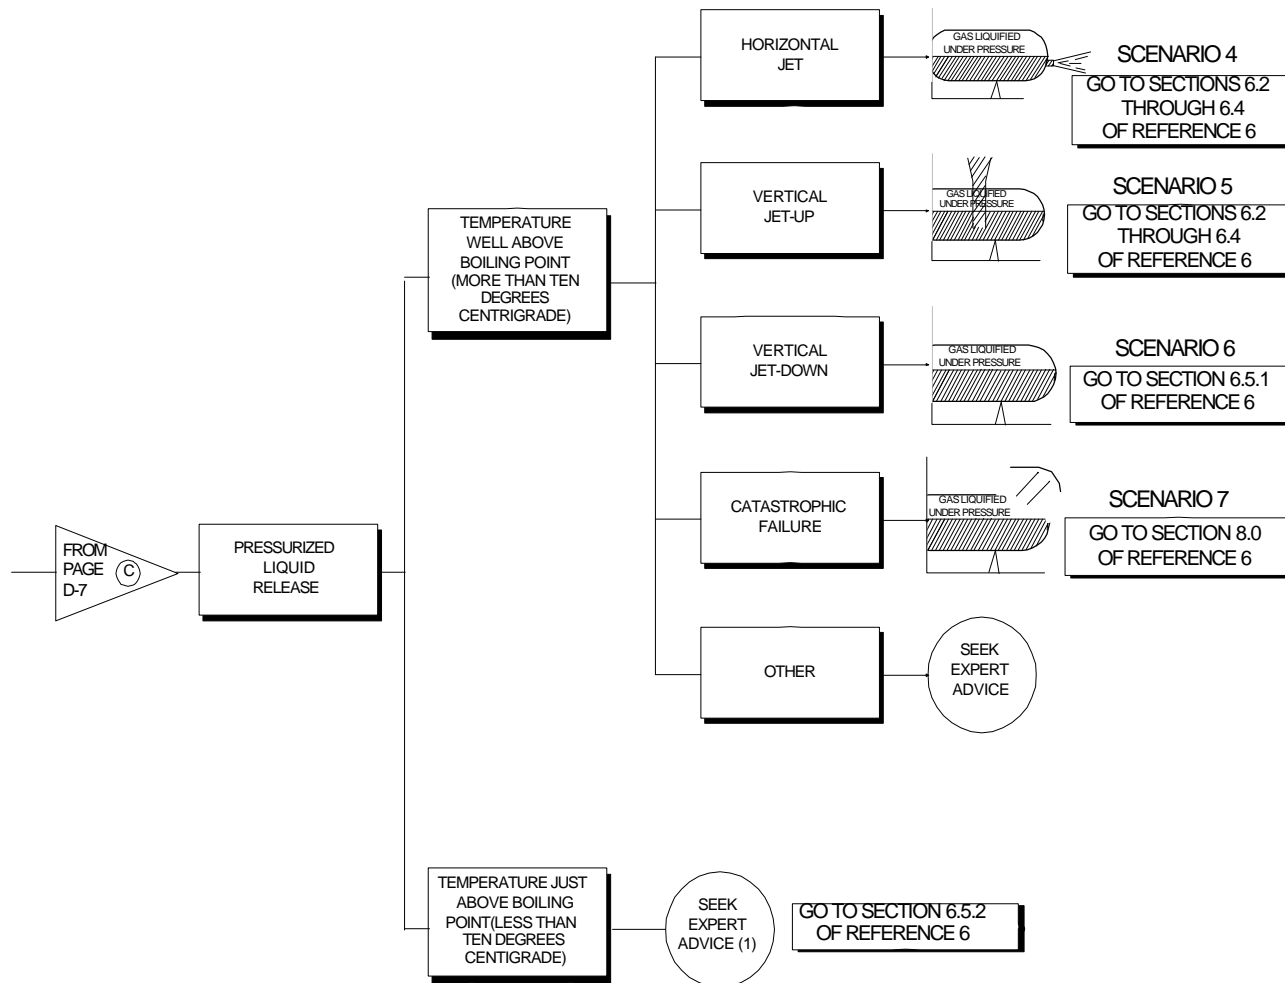 FROM
PAGE
D-7
C
PRESSURIZED
LIQUID
RELEASE
TEMPERATURE
WELL ABOVE
BOILING POINT
(MORE THAN TEN
DEGREES
CENTRIGRADE)
HORIZONTAL
JET
GAS LIQUIFIED
UNDER PRESSURE
SCENARIO 4
GO TO SECTIONS 6.2
THROUGH 6.4
OF REFERENCE 6
VERTICAL
JET-UP
GAS LIQUIFIED
UNDER PRESSURE
SCENARIO 5
GO TO SECTIONS 6.2
THROUGH 6.4
OF REFERENCE 6
VERTICAL
JET-DOWN
GAS LIQUIFIED
UNDER PRESSURE
SCENARIO 6
GO TO SECTION 6.5.1
OF REFERENCE 6
CATASTROPHIC
FAILURE
GAS LIQUIFIED
UNDER PRESSURE
SCENARIO 7
GO TO SECTION 8.0
OF REFERENCE 6
OTHER
SEEK
EXPERT
ADVICE
TEMPERATURE JUST
ABOVE BOILING
POINT(LESS THAN
TEN DEGREES
CENTIGRADE)
SEEK
EXPERT
ADVICE (1)
GO TO SECTION 6.5.2
OF REFERENCE 6